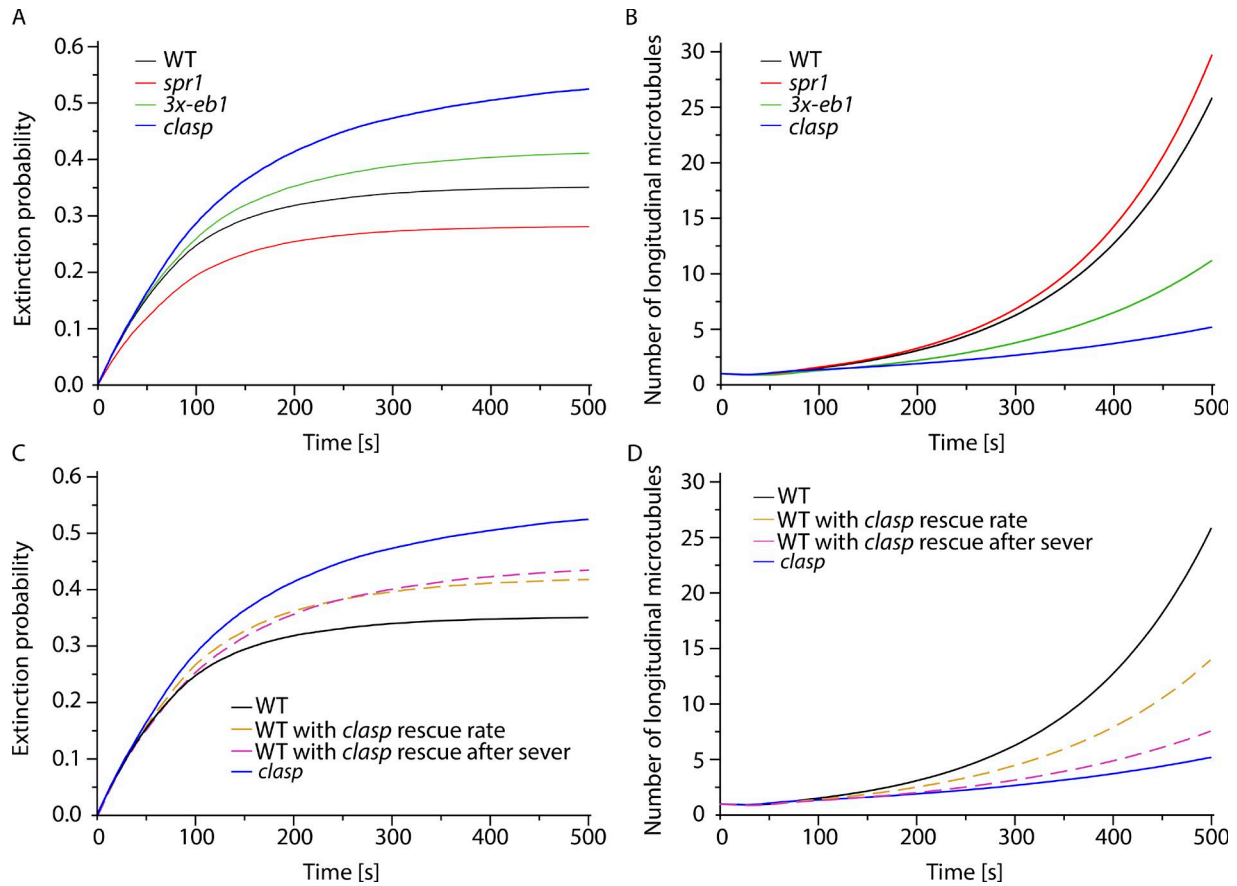 A
Extinction probability
0.6
0.5
0.4
0.3
0.2
0.1
0.0
WT
spr1
3x-eb1
clasp
0 100 200 300 400 500
Time [s]
B
Number of longitudinal microtubules
30
25
20
15
10
5
0
WT
spr1
3x-eb1
clasp
0 100 200 300 400 500
Time [s]
C
Extinction probability
0.6
0.5
0.4
0.3
0.2
0.1
0.0
WT
WT with clasp rescue rate
WT with clasp rescue after sever
clasp
0 100 200 300 400 500
Time [s]
D
Number of longitudinal microtubules
30
25
20
15
10
5
0
WT
WT with clasp rescue rate
WT with clasp rescue after sever
clasp
0 100 200 300 400 500
Time [s]